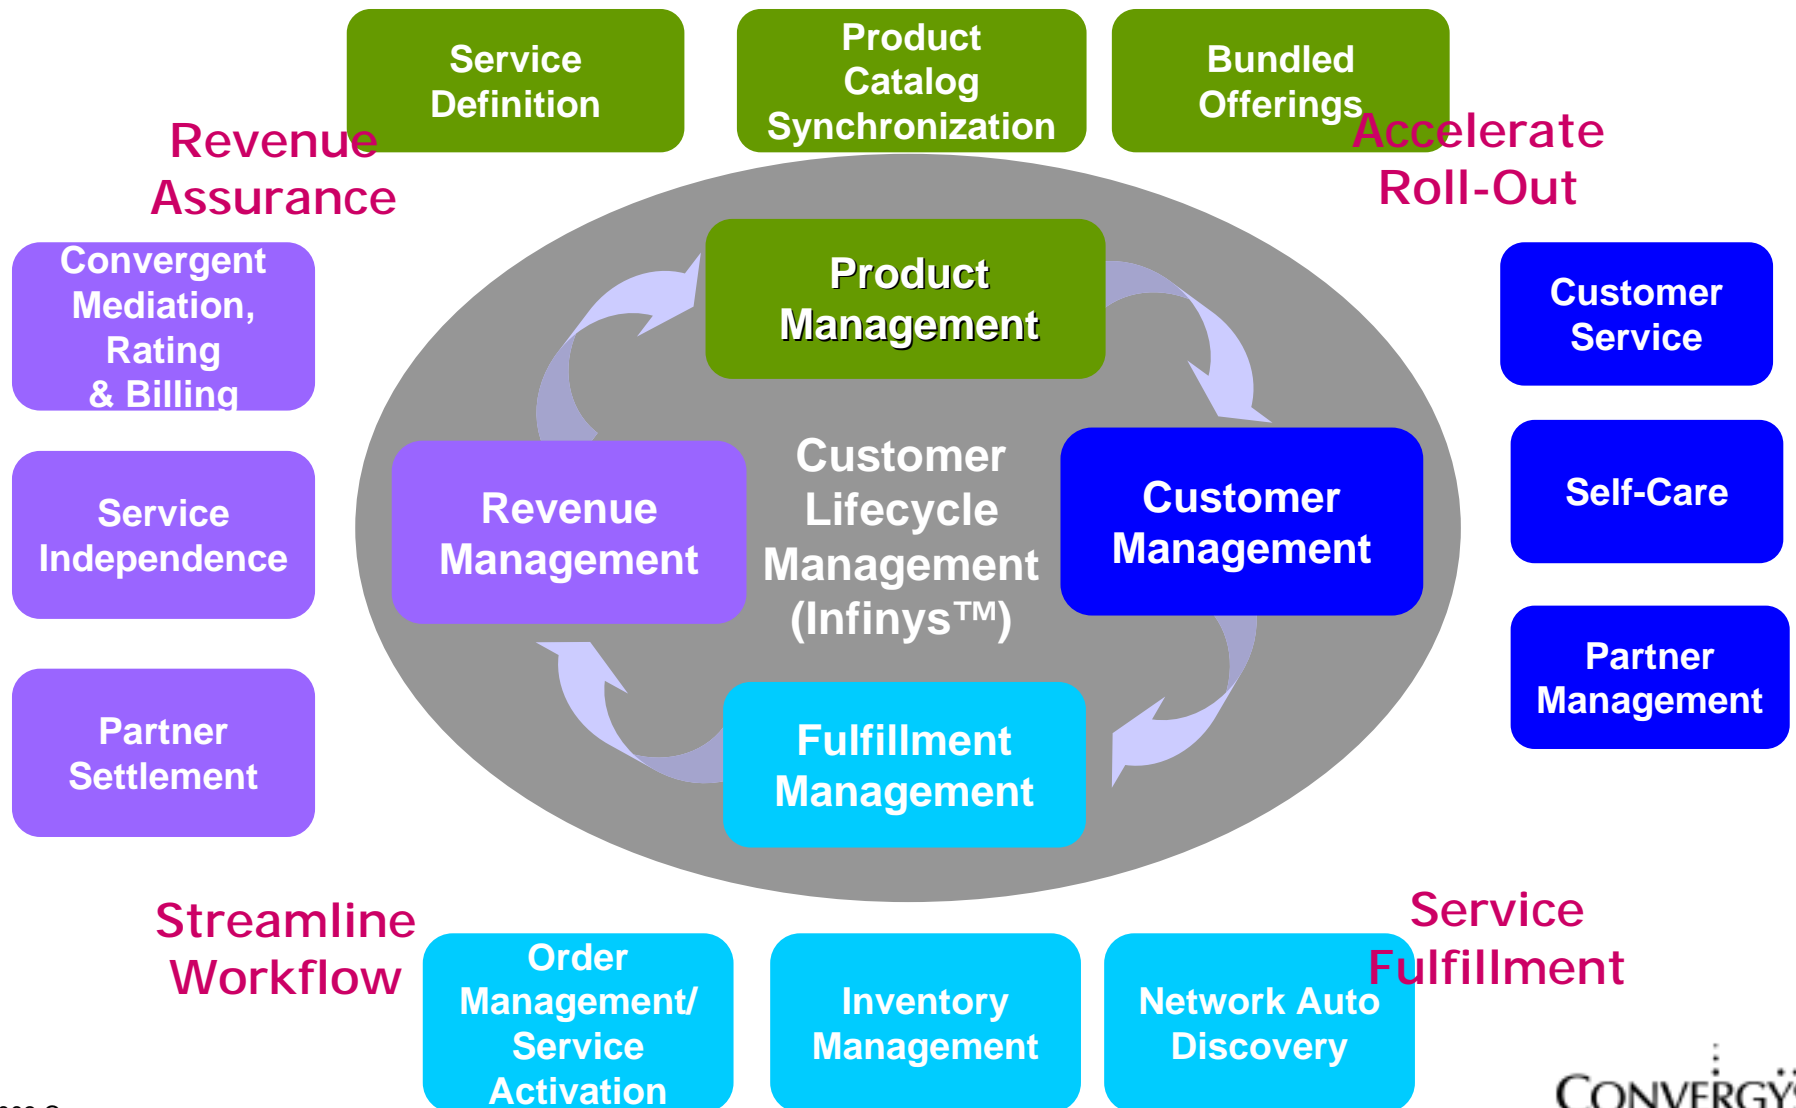 Service
Definition
Product
Catalog
Synchronization
Bundled
Offerings
Revenue
Assurance
Accelerate
Roll-Out
Convergent
Mediation,
Rating
& Billing
Service
Independence
Partner
Settlement
Product
Management
Revenue
Management
Customer
Lifecycle
Management
(Infinys™)
Customer
Management
Fulfillment
Management
Customer
Service
Self-Care
Partner
Management
Streamline
Workflow
Service
Fulfillment
Order
Management/
Service
Activation
Inventory
Management
Network Auto
Discovery
CONVERGYS